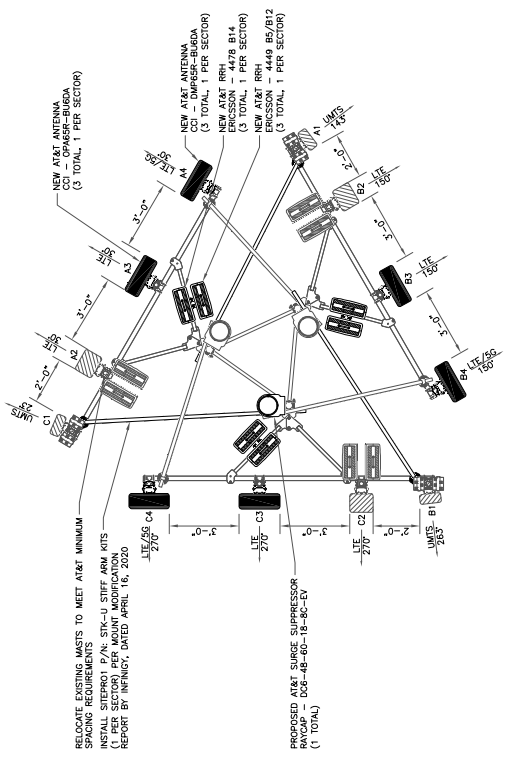 NEW AT&T ANTENNA
CCI - OPA65R-BU6DA
(3 TOTAL, 1 PER SECTOR)
NEW AT&T ANTENNA
CCI - DMP65R-BU6DA
(3 TOTAL, 1 PER SECTOR)
NEW AT&T RRH
ERICSSON - 4478 B14
(3 TOTAL, 1 PER SECTOR)
NEW AT&T RRH
ERICSSON - 4449 B5/B12
(3 TOTAL, 1 PER SECTOR)
UMTS
23°
C1
2'-0"
LTE
30°
A2
3'-0"
LTE
30°
A3
3'-0"
LTE/5G
30°
A4
A1
UMTS
143°
2'-0"
LTE
150°
B2
3'-0"
LTE
150°
B3
3'-0"
LTE/5G
150°
B4
LTE/5G
270°
C4
3'-0"
LTE
270°
C3
3'-0"
LTE
270°
C2
2'-0"
UMTS
263°
B1
RELOCATE EXISTING MASTS TO MEET AT&T MINIMUM
SPACING REQUIREMENTS
INSTALL SITEPRO1 P/N: STK-U STIFF ARM KITS
(1 PER SECTOR) PER MOUNT MODIFICATION
REPORT BY INFINIGY, DATED APRIL 16, 2020
PROPOSED AT&T SURGE SUPPRESSOR
RAYCAP - DC6-48-60-18-8C-EV
(1 TOTAL)